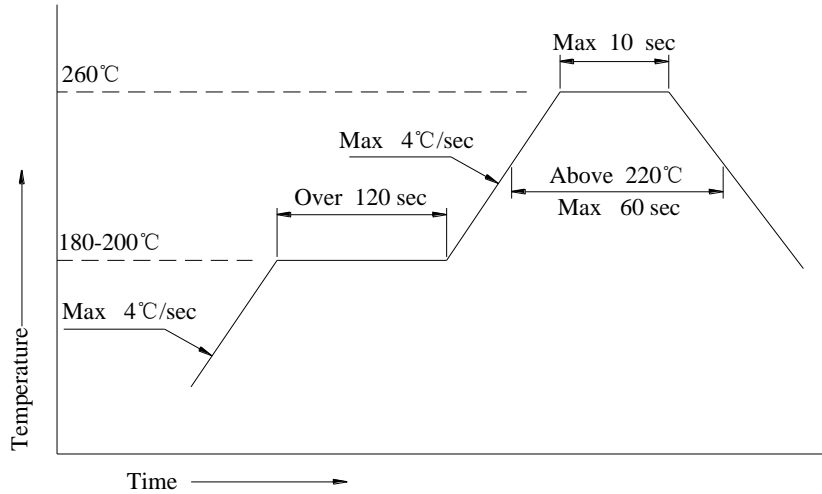 Max 10 sec
260℃
Max 4℃/sec
Above 220℃
Max 60 sec
Over 120 sec
180-200℃
Max 4℃/sec
Temperature
Time